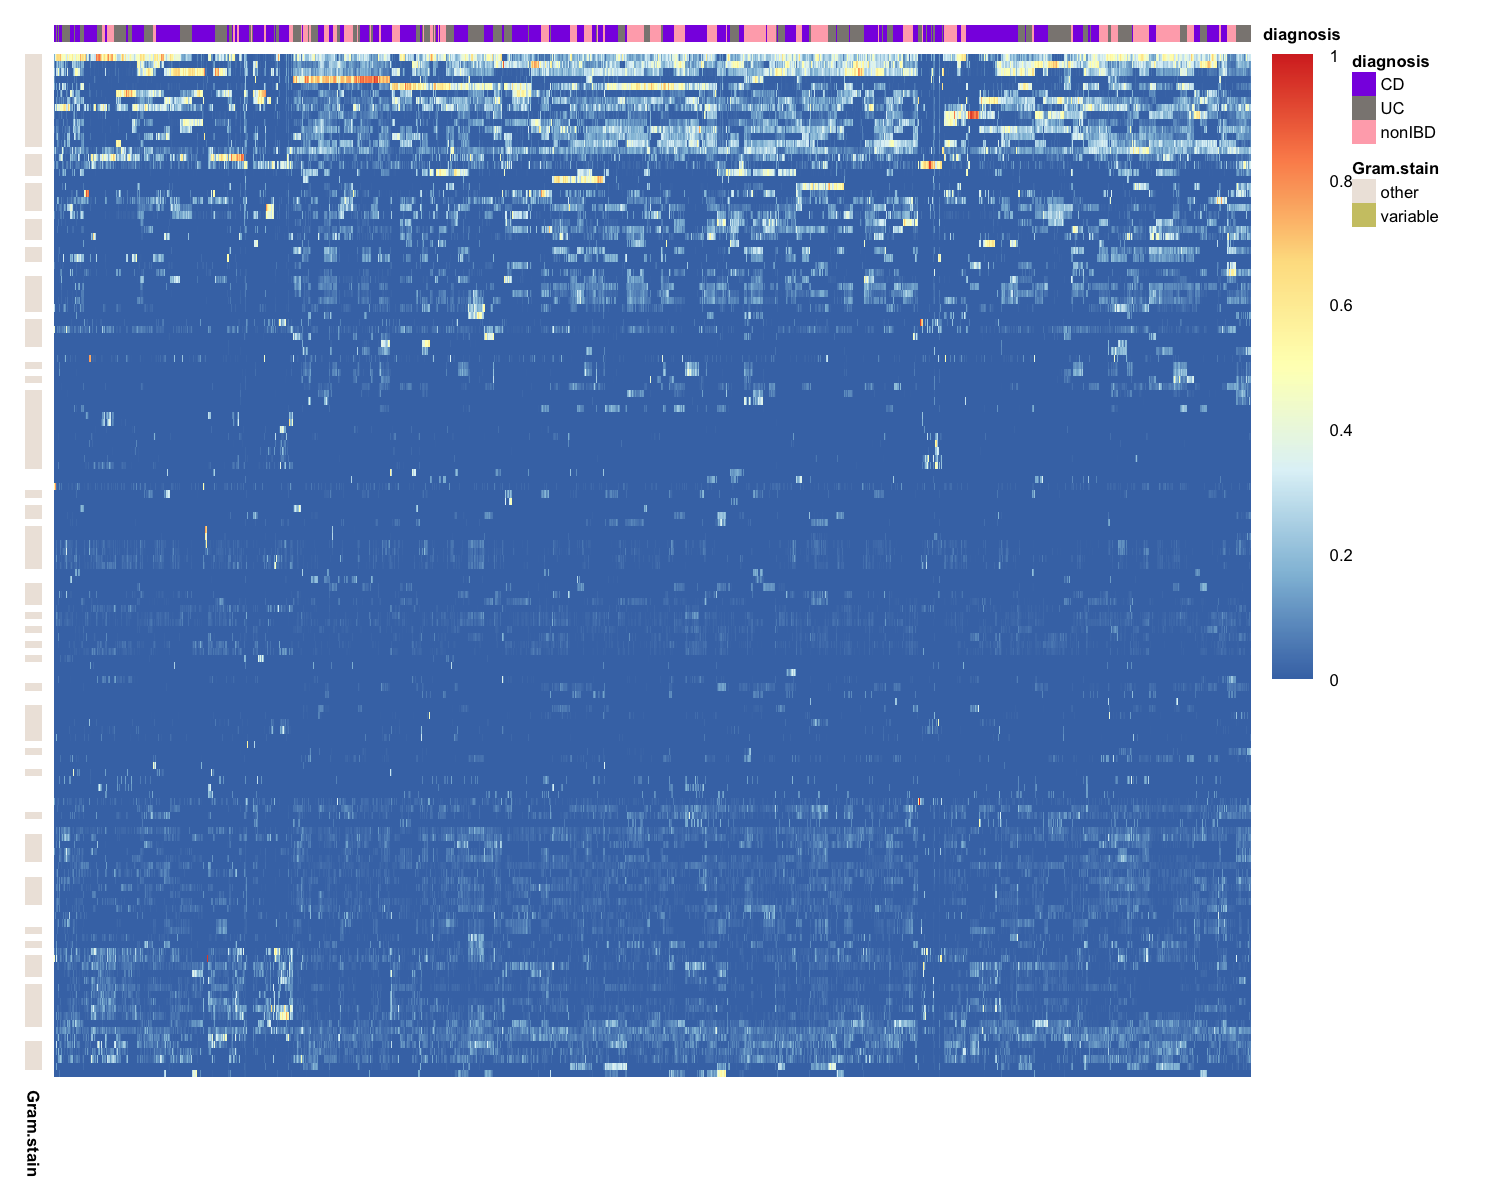 diagnosis
1
0.8
0.6
0.4
0.2
0
diagnosis
CD
UC
nonIBD
Gram.stain
other
variable
Gram.stain